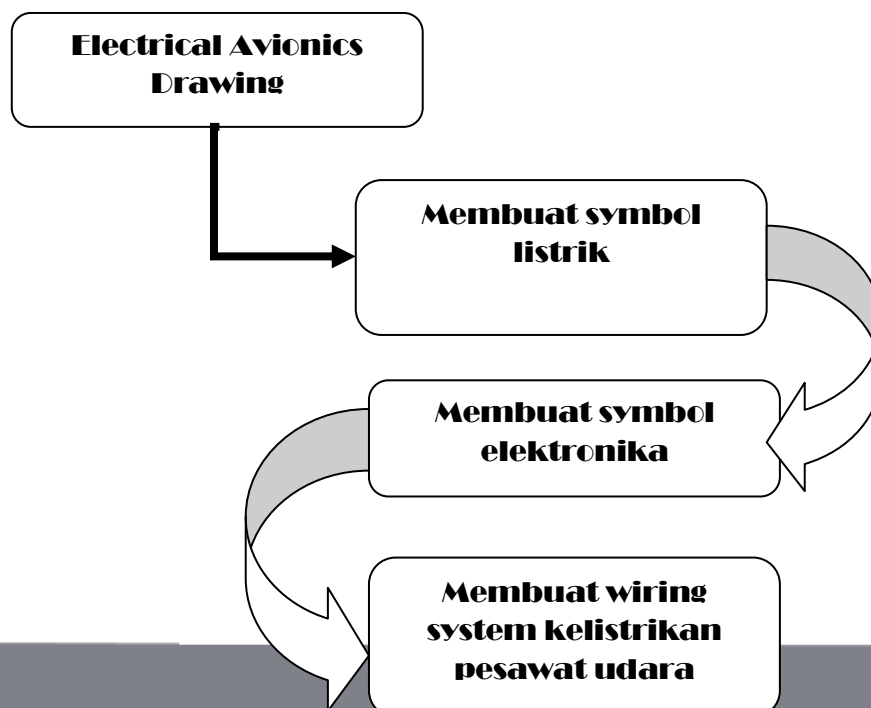 Electrical Avionics
Drawing
Membuat symbol
listrik
Membuat symbol
elektronika
Membuat wiring
system kelistrikan
pesawat udara